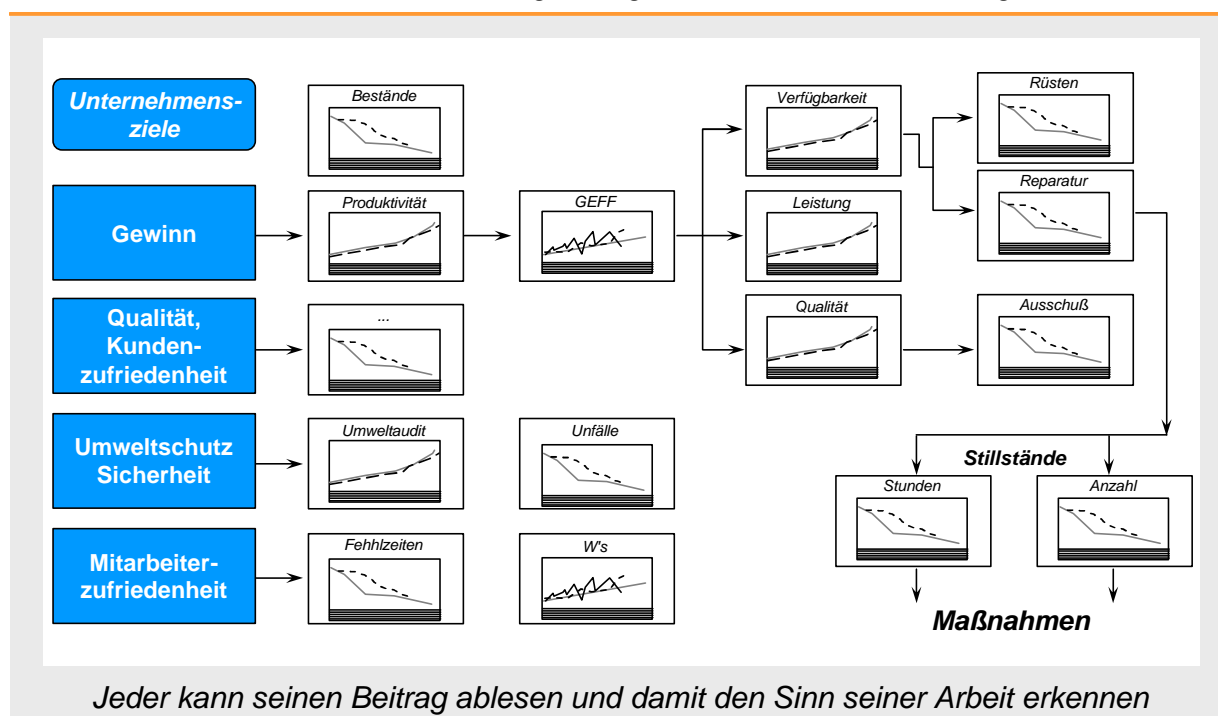 Unternehmens-
ziele
Bestände
Verfügbarkeit
Rüsten
Gewinn
Produktivität
GEFF
Leistung
Reparatur
Qualität,
Kunden-
zufriedenheit
...
Qualität
Ausschuß
Umweltschutz
Sicherheit
Umweltaudit
Unfälle
Stillstände
Stunden
Anzahl
Mitarbeiter-
zufriedenheit
Fehhlzeiten
W's
Maßnahmen
Jeder kann seinen Beitrag ablesen und damit den Sinn seiner Arbeit erkennen